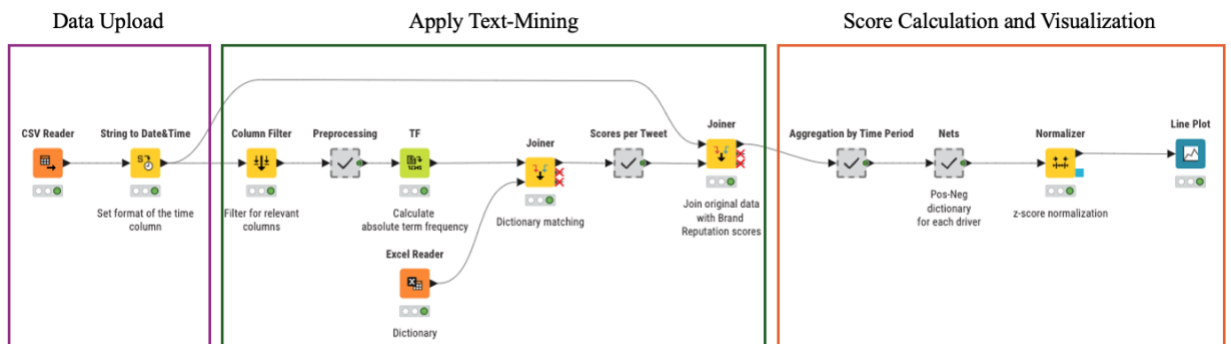 Data Upload
Apply Text-Mining
Score Calculation and Visualization
CSV Reader
String to Date&Time
Set format of the time
column
Column Filter
Filter for relevant
columns
Preprocessing
TF
Calculate
absolute term frequency
Excel Reader
Dictionary
Joiner
Dictionary matching
Scores per Tweet
Joiner
Join original data
with Brand
Reputation scores
Aggregation by Time Period
Nets
Pos-Neg
dictionary
for each driver
Normalizer
z-score normalization
Line Plot